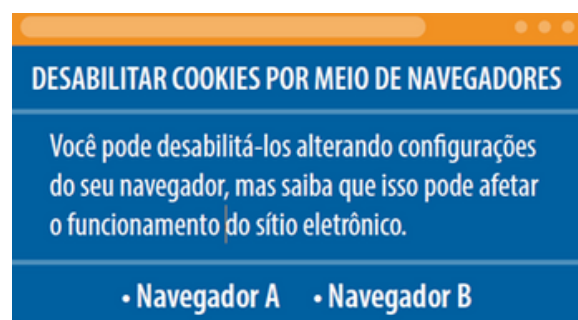 DESABILITAR COOKIES POR MEIO DE NAVEGADORES
Você pode desabilitá-los alterando configurações
do seu navegador, mas saiba que isso pode afetar
o funcionamento do sítio eletrônico.
• Navegador A • Navegador B